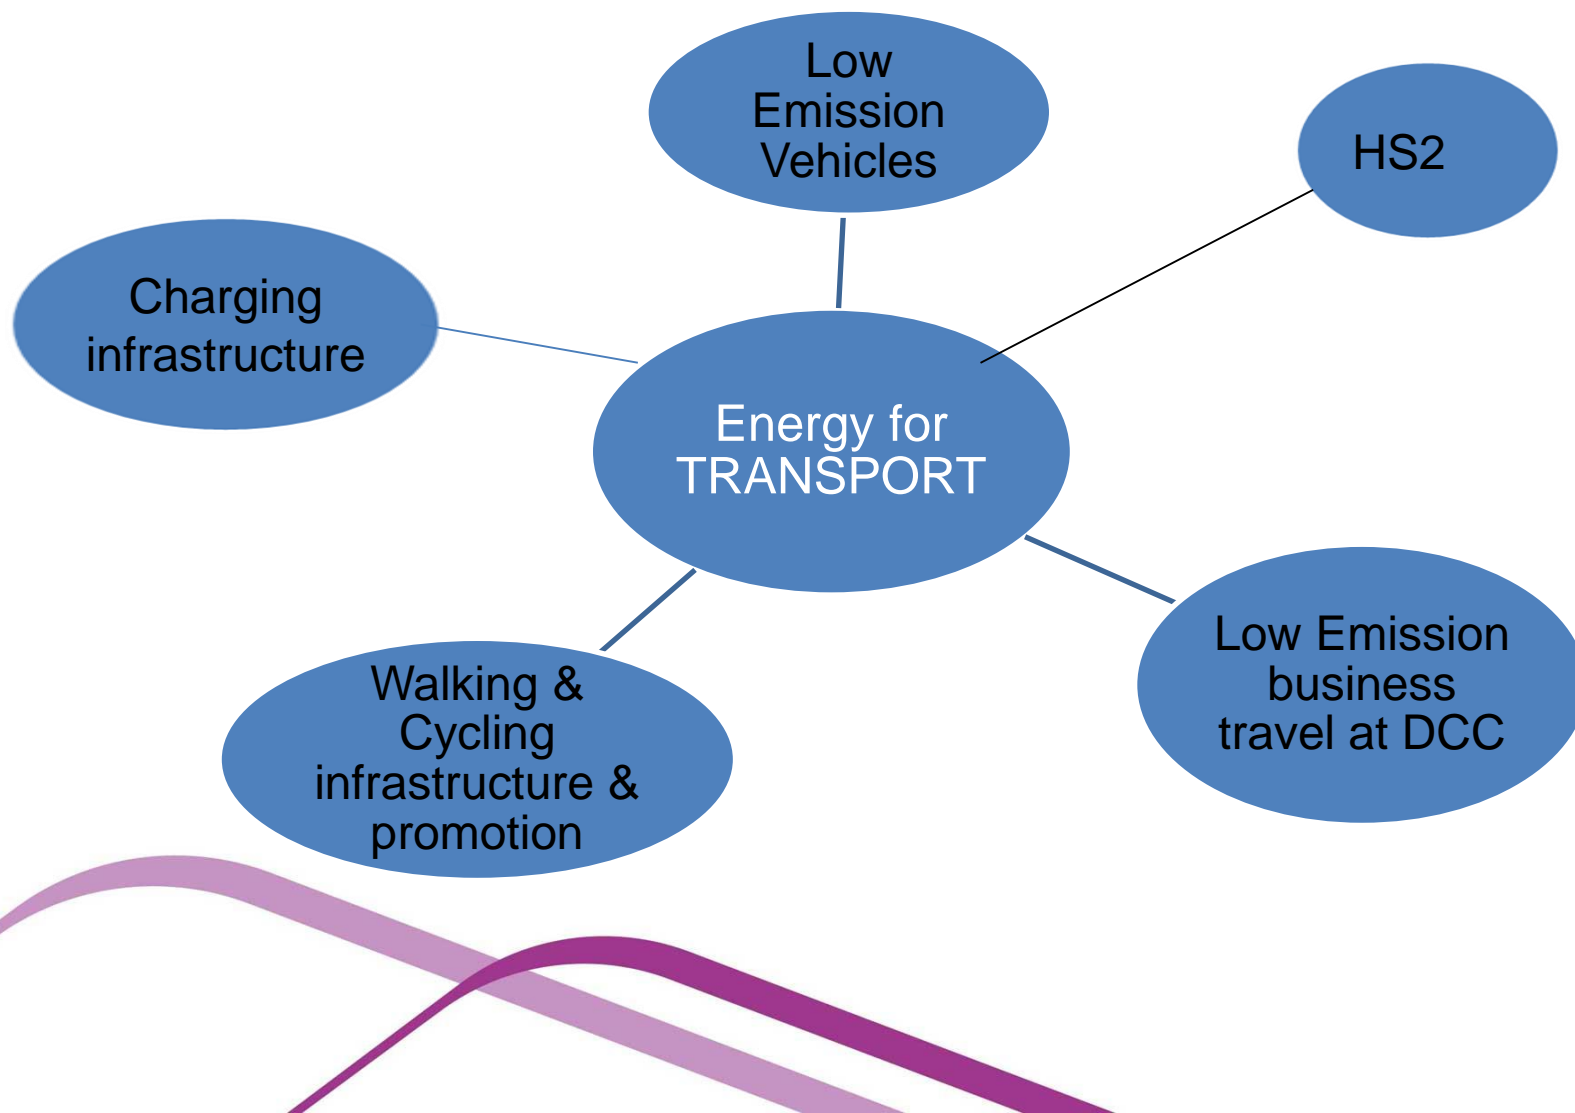 Low
Emission
Vehicles
HS2
Charging
infrastructure
Energy for
TRANSPORT
Low Emission
business
travel at DCC
Walking &
Cycling
infrastructure &
promotion